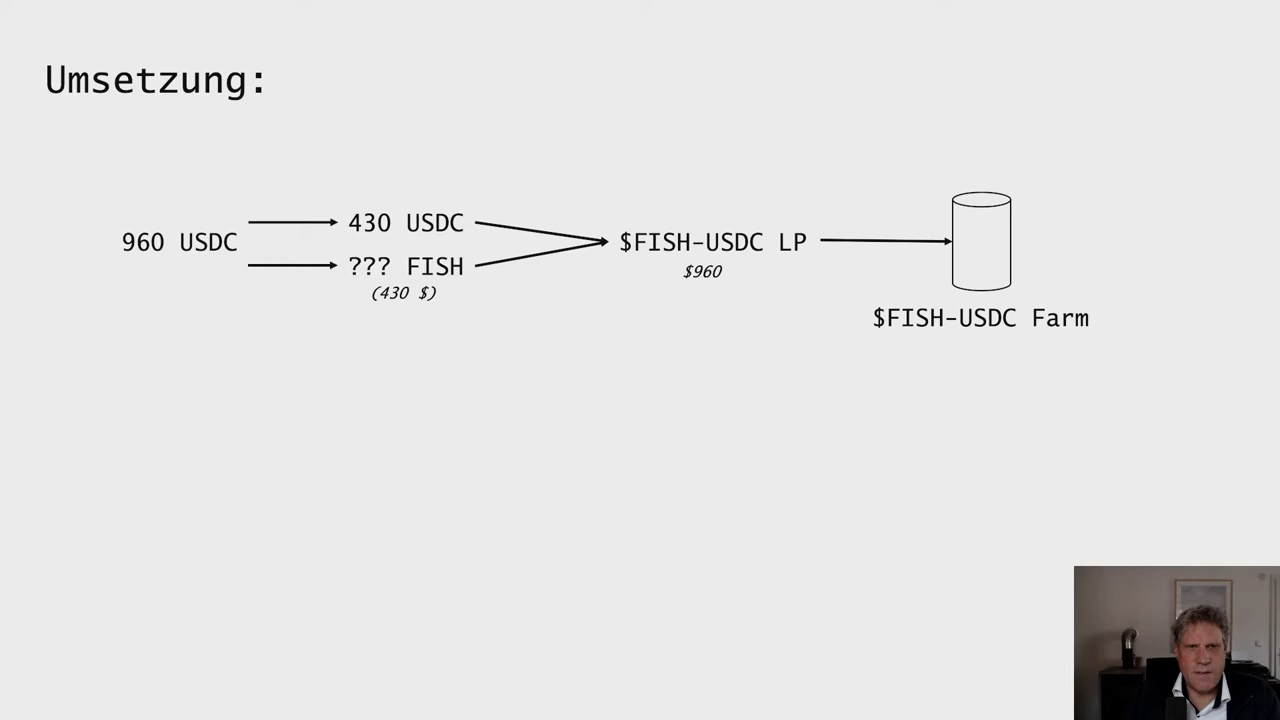 Umsetzung:
960 USDC
430 USDC
??? FISH
(430 $)
$FISH-USDC LP
$960
$FISH-USDC Farm